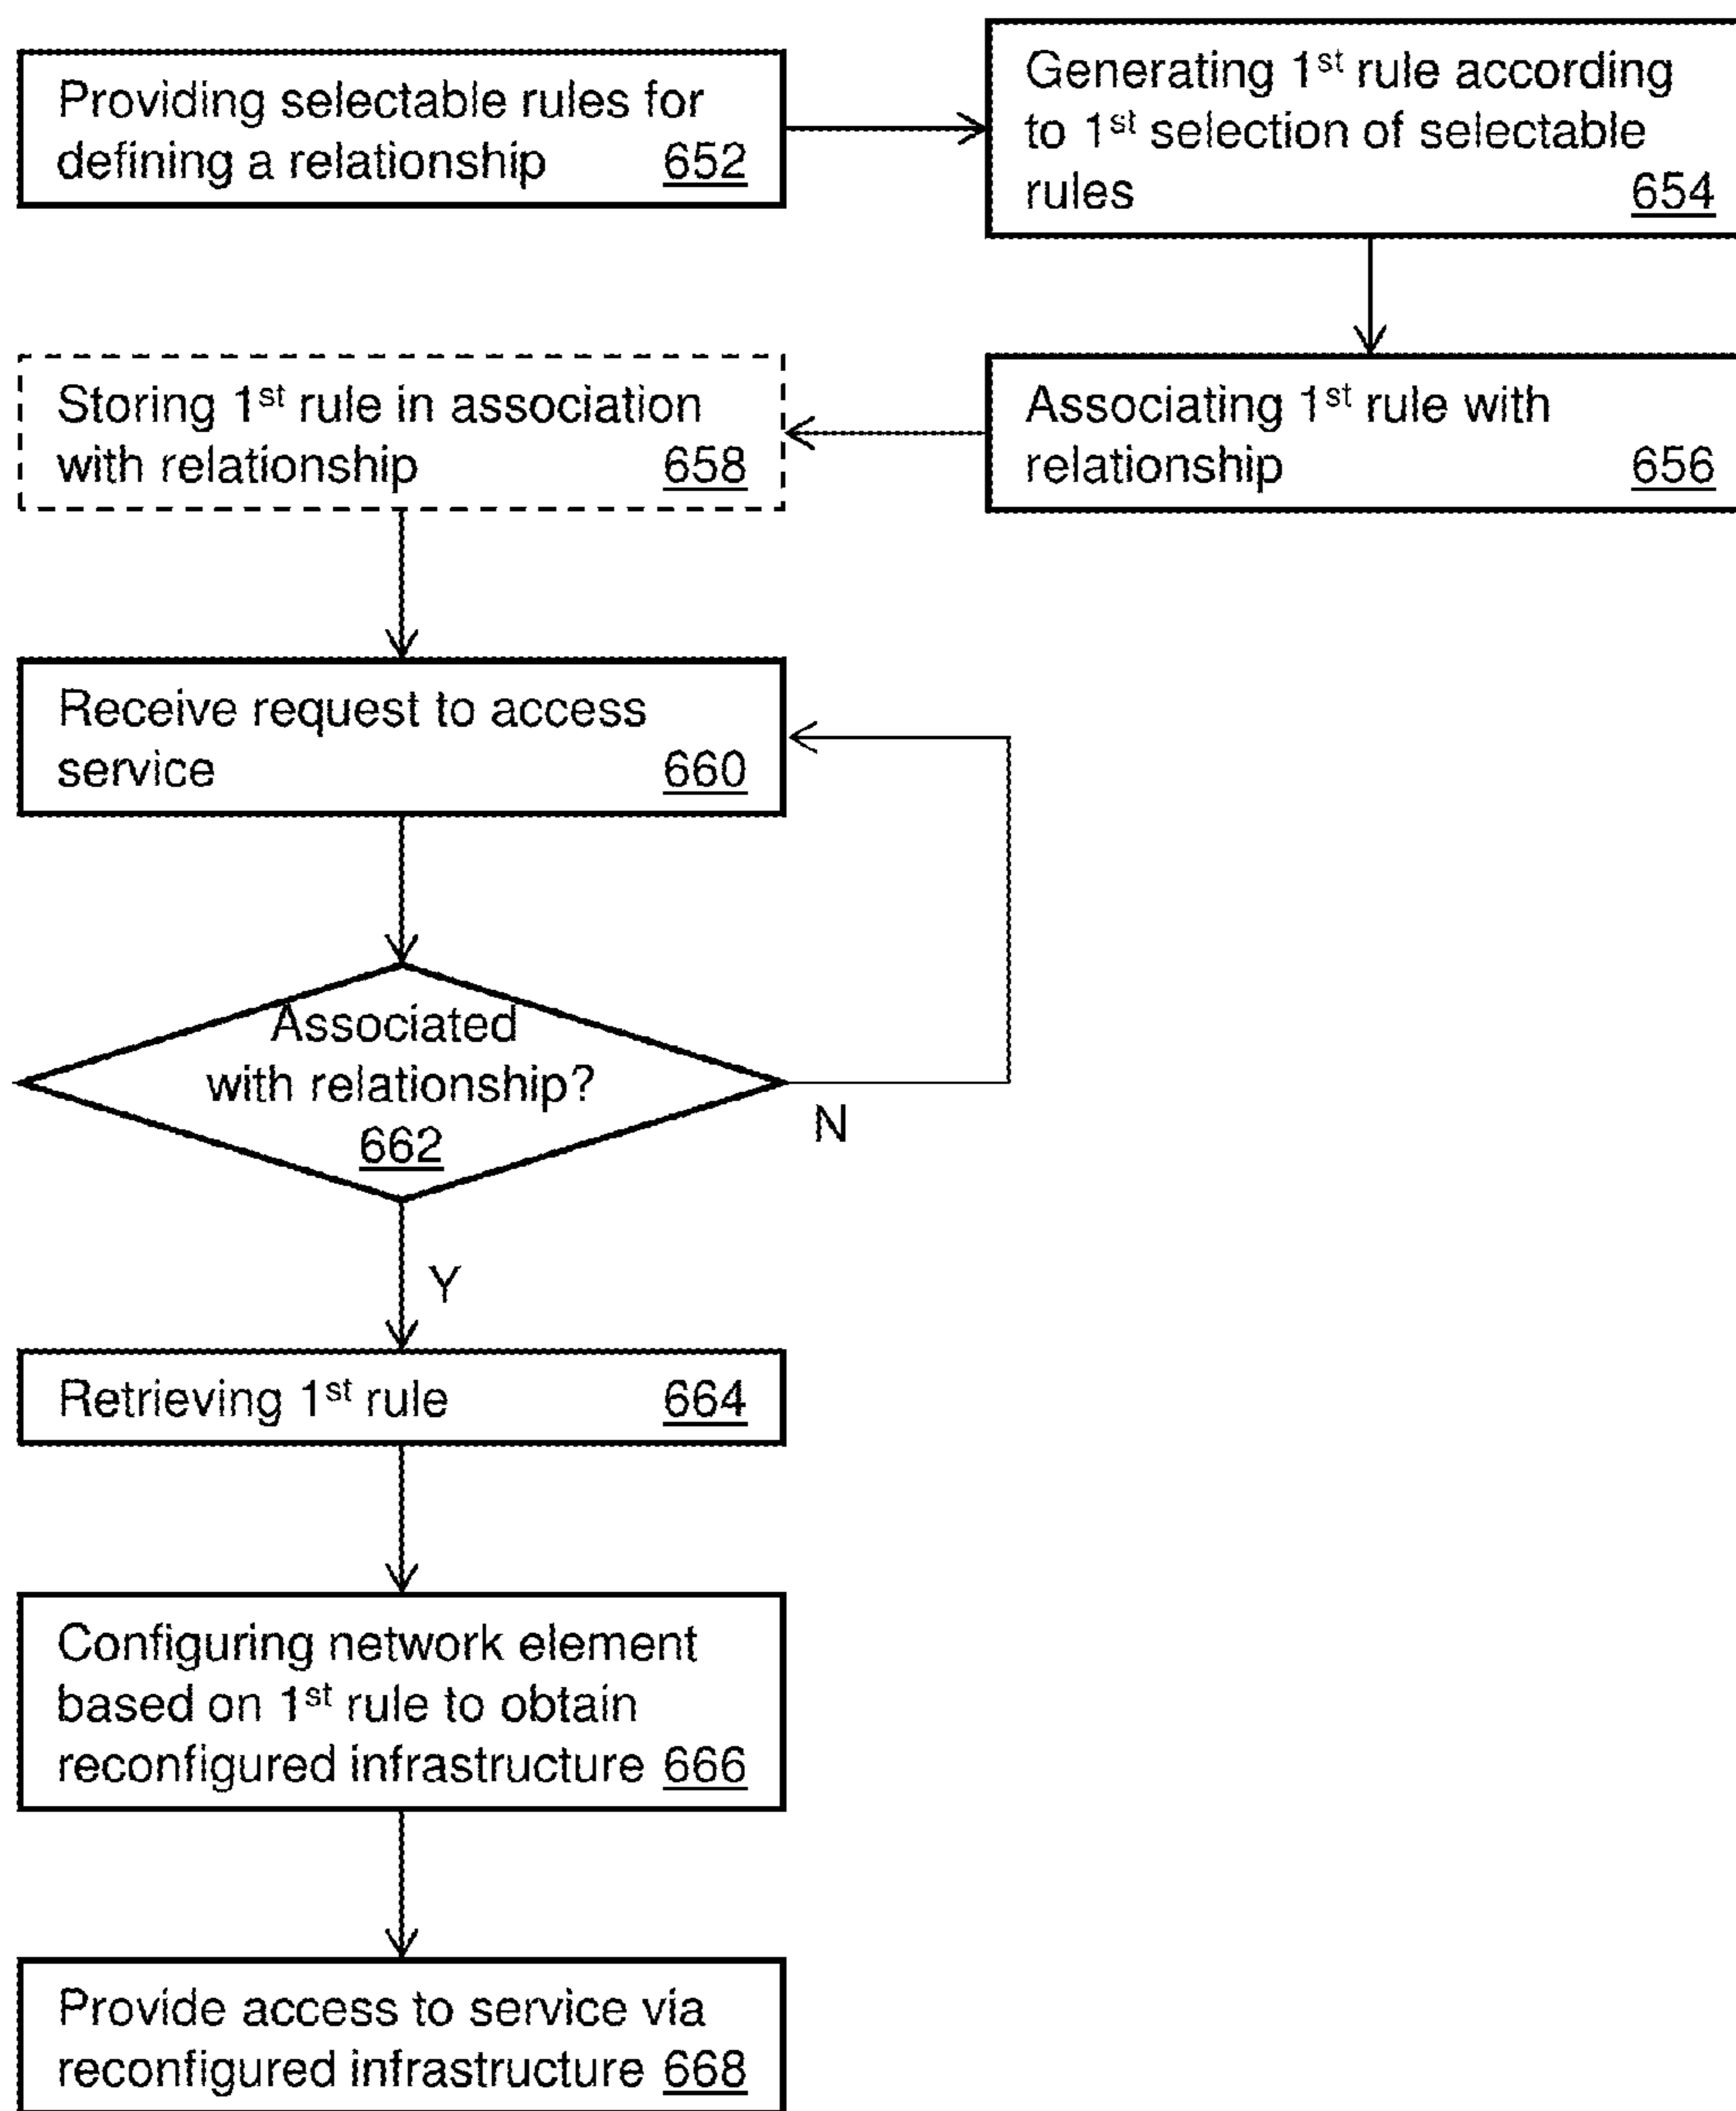 Providing selectable rules for
defining a relationship 652
Generating 1st rule according
to 1st selection of selectable
rules 654
Storing 1st rule in association
with relationship 658
Associating 1st rule with
relationship 656
Receive request to access
service 660
Associated
with relationship?
662
N
Y
Retrieving 1st rule 664
Configuring network element
based on 1st rule to obtain
reconfigured infrastructure 666
Provide access to service via
reconfigured infrastructure 668